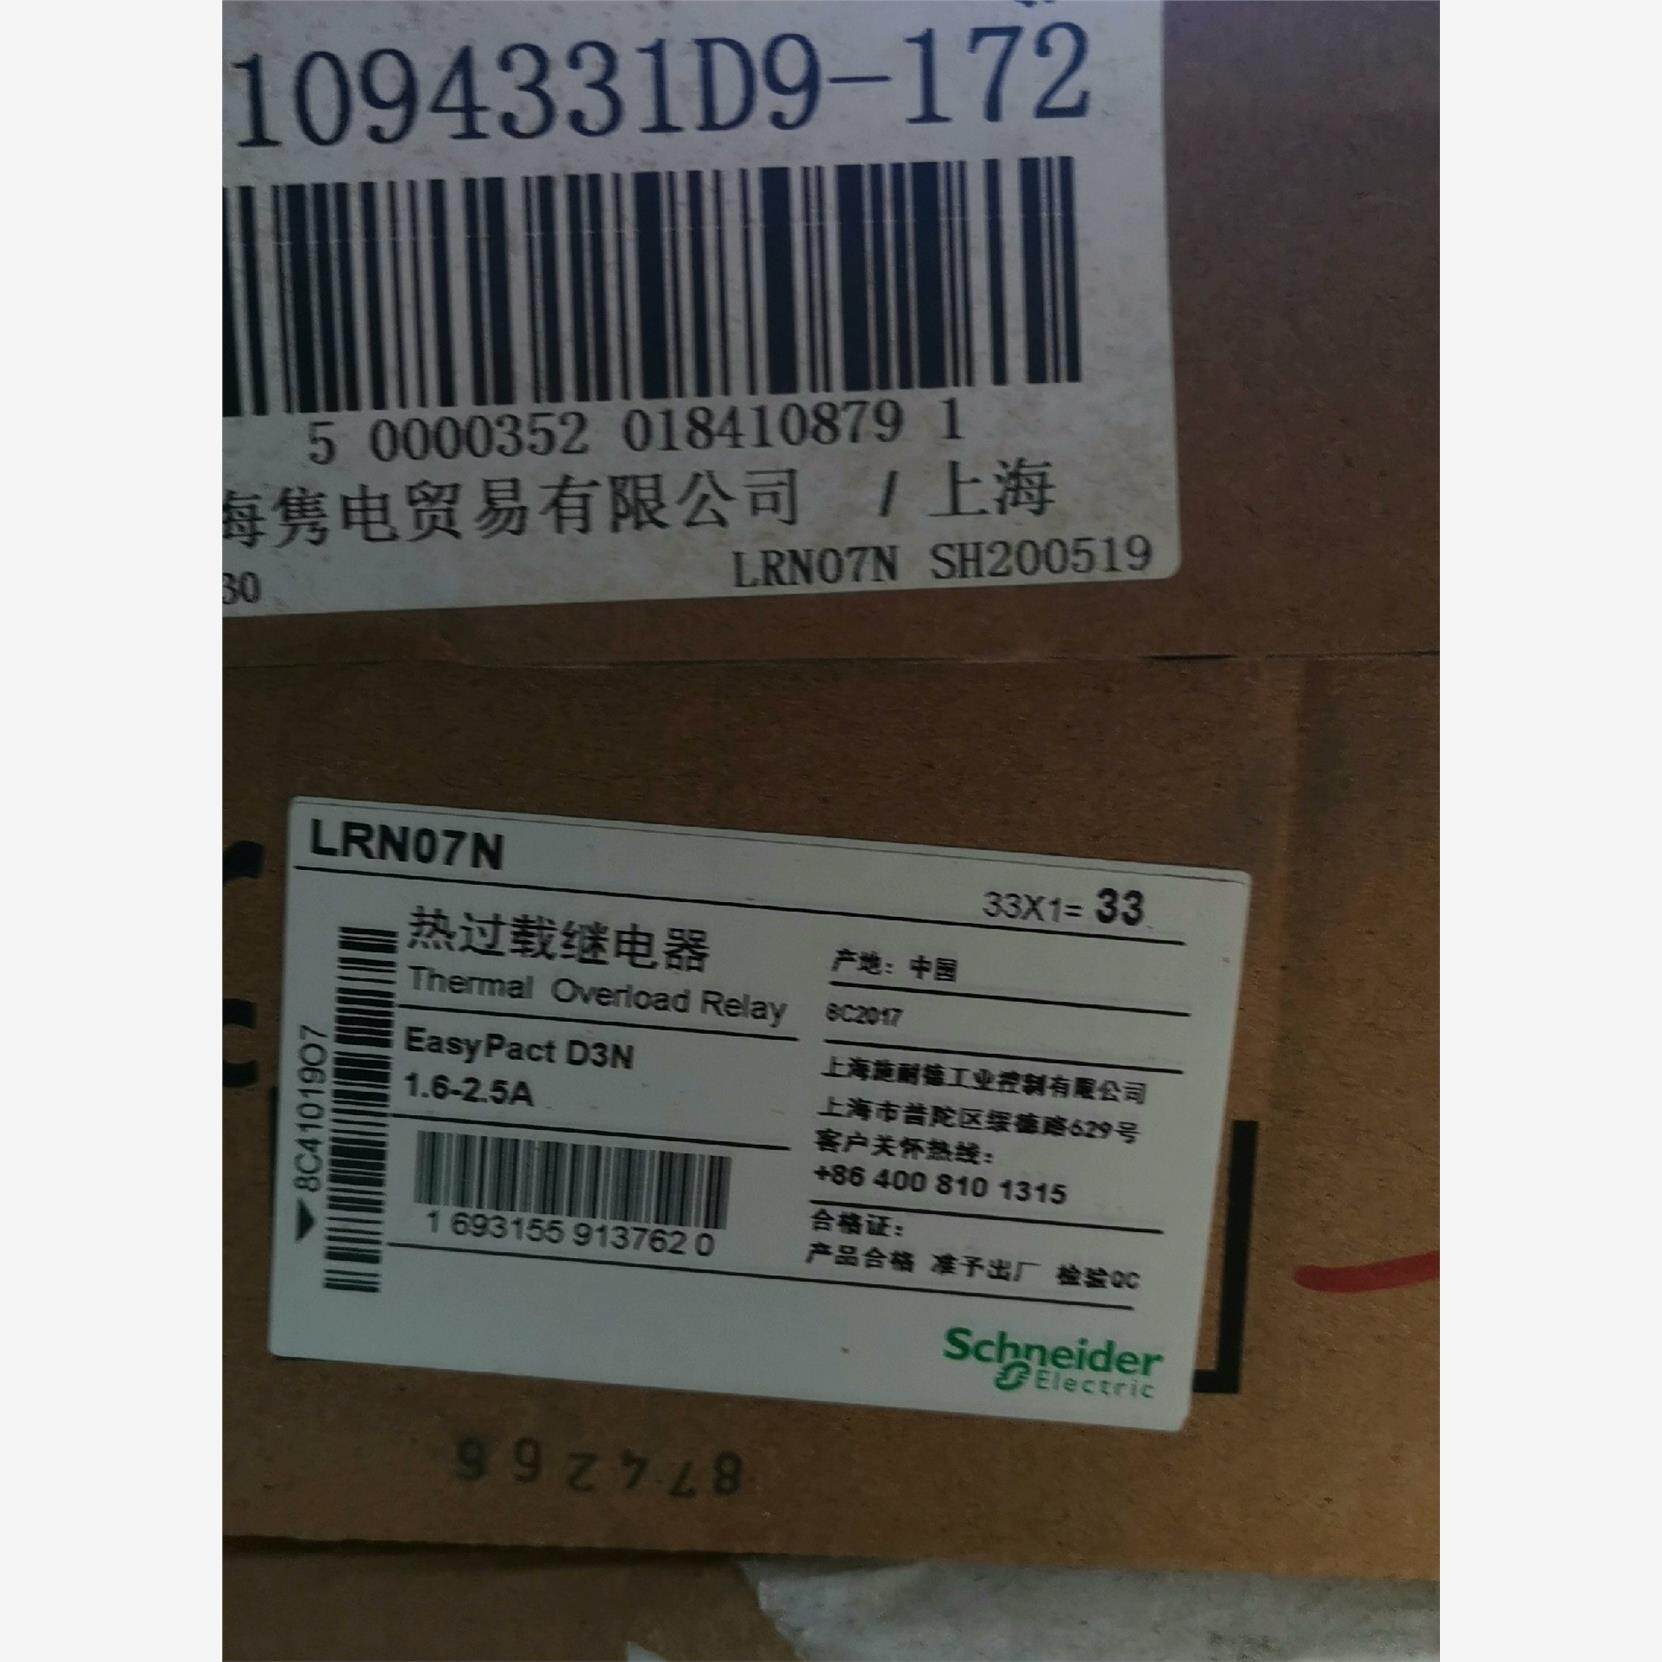 1094331D9-172
5 0000352 018410879 1
海隽电贸易有限公司 / 上海
30
LRN07N SH200519
LRN07N
33X1= 33
热过载继电器
Thermal Overload Relay
EasyPact D3N
1.6-2.5A
8C4101907
1 693155 913762 0
产地：中国
8C2017
上海施耐德工业控制有限公司
上海市普陀区绥德路629号
客户关怀热线：
+86 400 810 1315
合格证：
产品合格 准予出厂 检验QC
Schneider
Electric